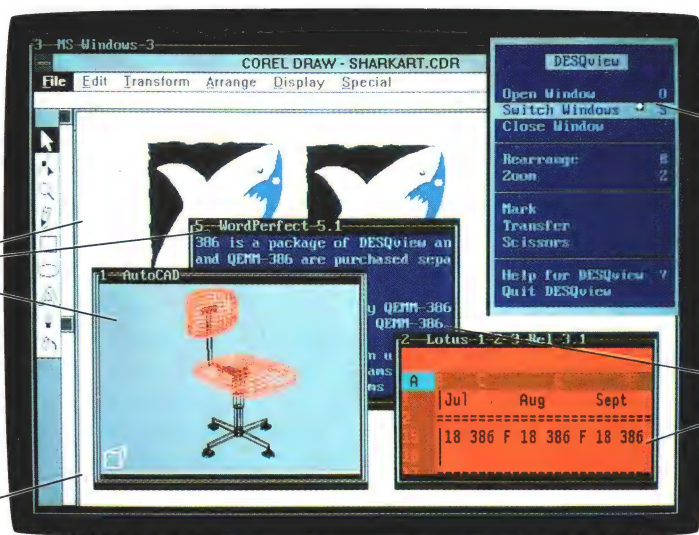 3 MS-Windows-3
COREL DRAW - SHARKART.CDR
File Edit Transform Arrange Display Special
DESQview
Open Window O
Switch Windows S
Close Window
Rearrange R
Zoom Z
Mark
Transfer
Scissors
Help for DESQview ?
Quit DESQview
5 WordPerfect 5.1
386 is a package of DESQview an
and QEMM-386 are purchased sepa
y QEMM-386
QEMM-386.
1 AutoCAD
2 Lotus 1-2-3 Rel 3.1
A
Jul Aug Sept
18 386 F 18 386 F 18 386